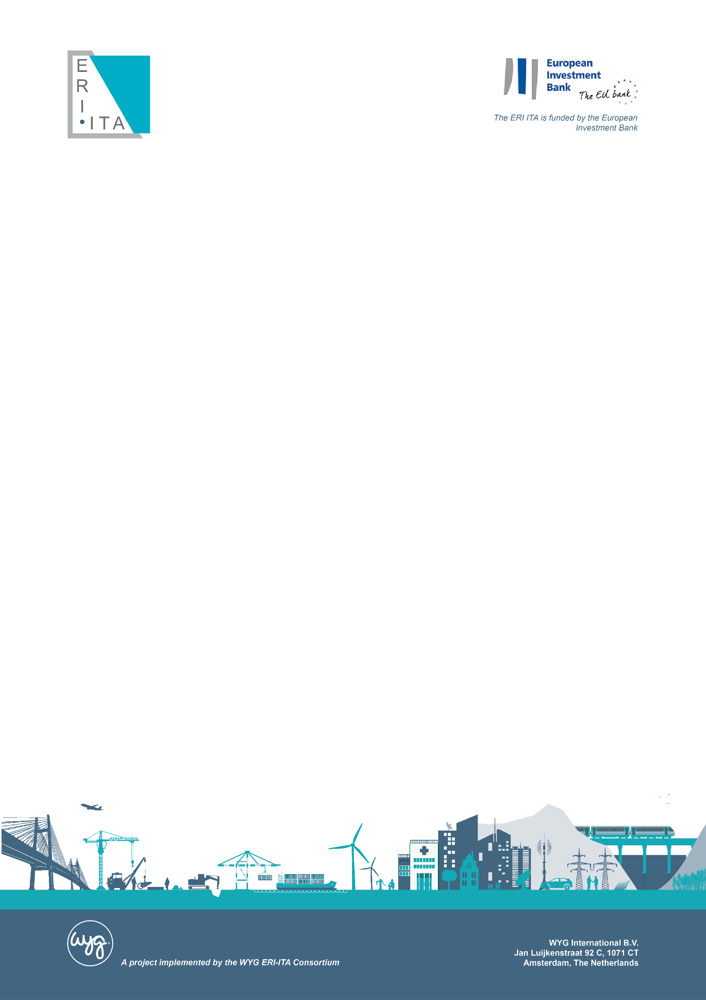 E
R
I
•ITA
European
Investment
Bank
The EU bank
The ERI ITA is funded by the European
Investment Bank
wyg.
A project implemented by the WYG ERI-ITA Consortium
WYG International B.V.
Jan Luijkenstraat 92 C, 1071 CT
Amsterdam, The Netherlands